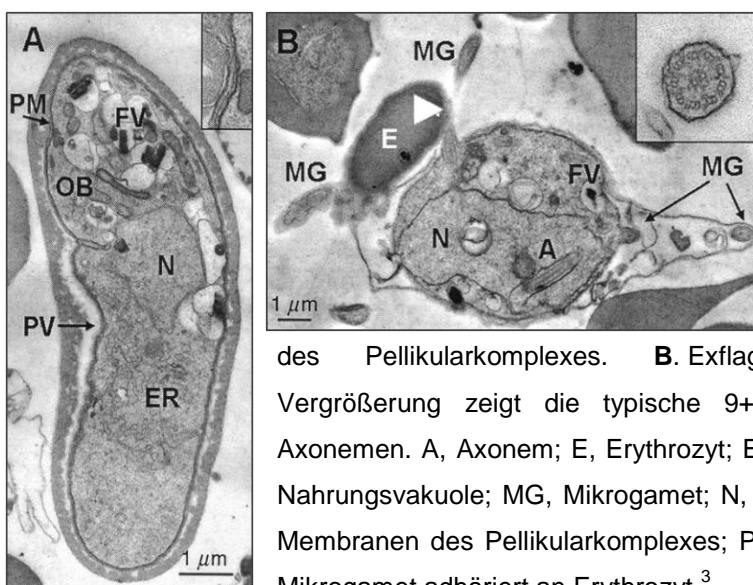 A
PM
FV
OB
N
PV
ER
1 µm
B
MG
E
MG
FV
MG
N
A
1 µm
des Pellikularkomplexes. B. Exflag
Vergrößerung zeigt die typische 9+
Axonemen. A, Axonem; E, Erythrozyt; E
Nahrungsvakuole; MG, Mikrogamet; N,
Membranen des Pellikularkomplexes; P
Mikrogamet adhäriert an Erythrozyt.³